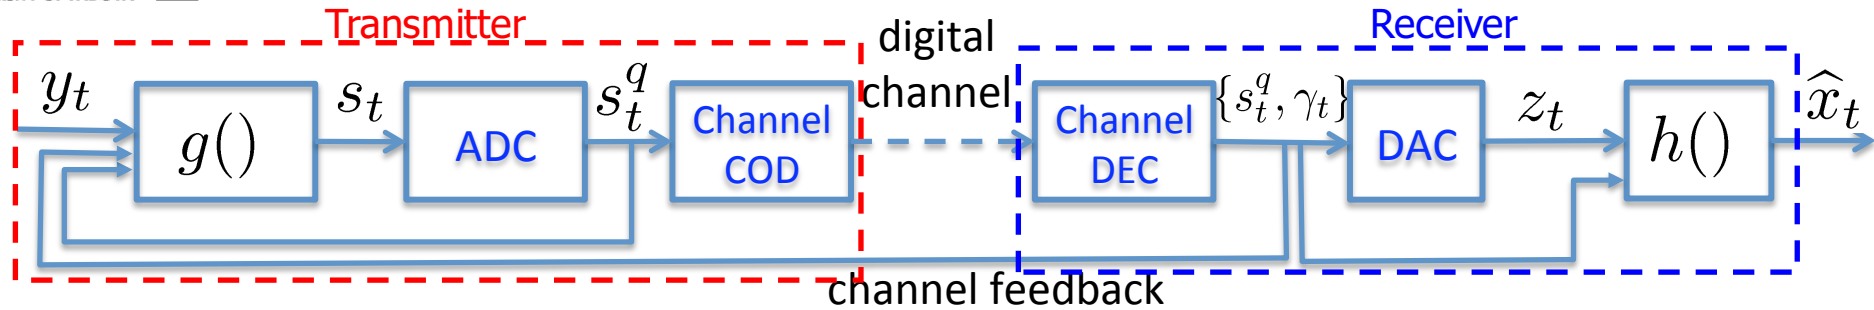 Transmitter
digital
channel
Receiver
y_t
g()
s_t
ADC
s_t^q
Channel
COD
Channel
DEC
{s_t^q, γ_t}
DAC
z_t
h()
x̂_t
channel feedback